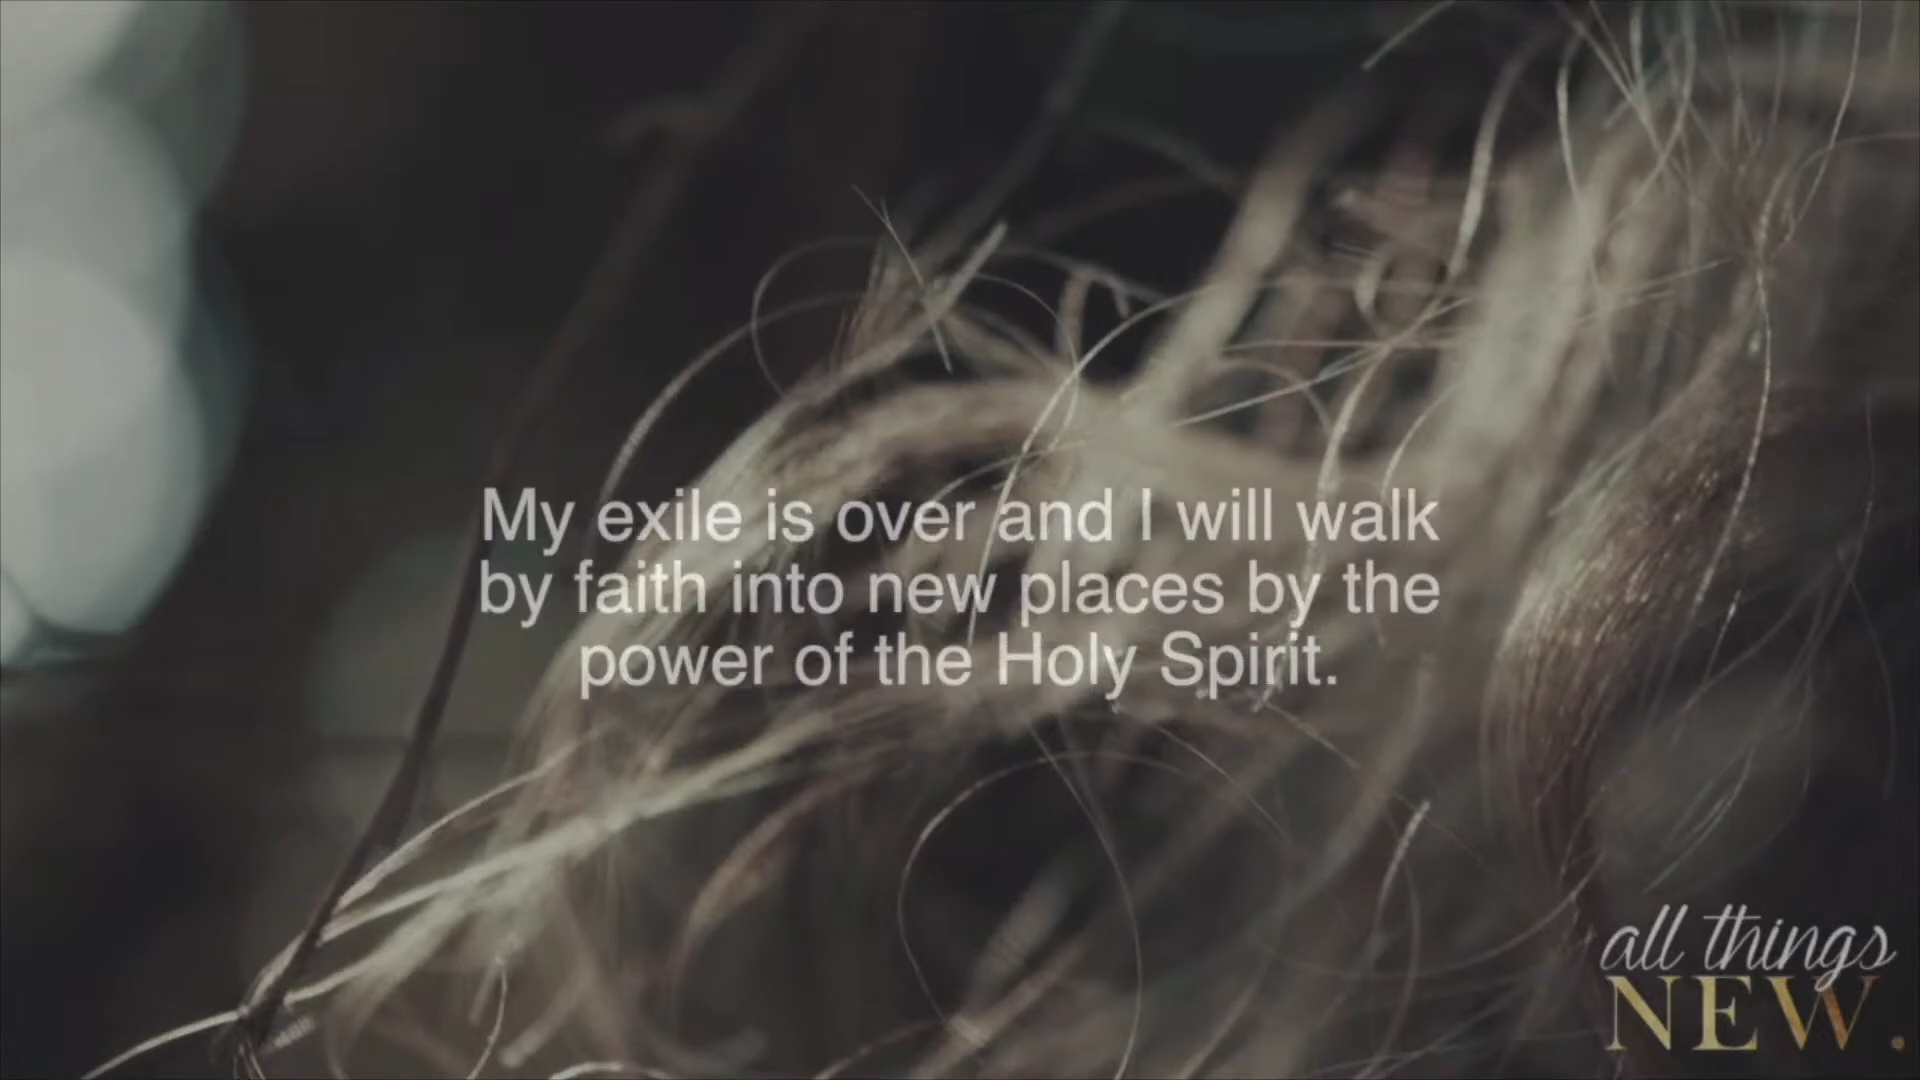 My exile is over and I will walk
by faith into new places by the
power of the Holy Spirit.
all things
NEW.